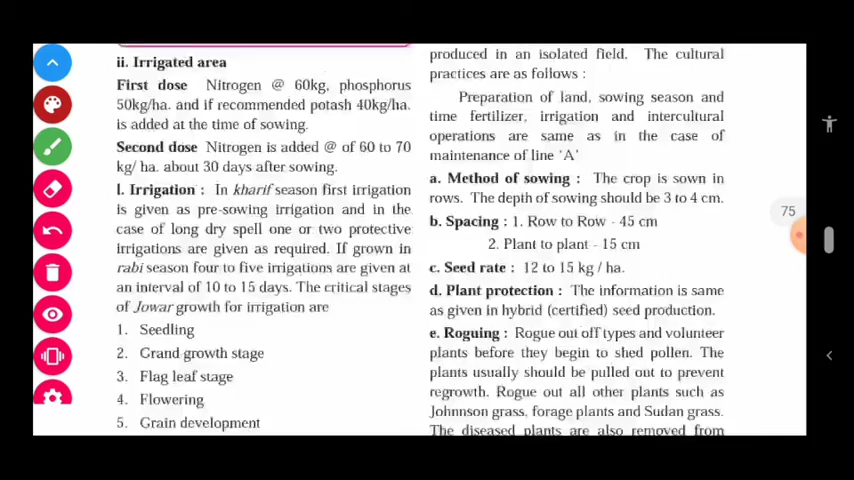 ii. Irrigated area
First dose Nitrogen @ 60kg, phosphorus
50kg/ha. and if recommended potash 40kg/ha.
is added at the time of sowing.
Second dose Nitrogen is added @ of 60 to 70
kg/ ha. about 30 days after sowing.
l. Irrigation : In kharif season first irrigation
is given as pre-sowing irrigation and in the
case of long dry spell one or two protective
irrigations are given as required. If grown in
rabi season four to five irrigations are given at
an interval of 10 to 15 days. The critical stages
of Jowar growth for irrigation are
1. Seedling
2. Grand growth stage
3. Flag leaf stage
4. Flowering
5. Grain development
produced in an isolated field. The cultural
practices are as follows :
Preparation of land, sowing season and
time fertilizer, irrigation and intercultural
operations are same as in the case of
maintenance of line 'A'
a. Method of sowing : The crop is sown in
rows. The depth of sowing should be 3 to 4 cm.
b. Spacing : 1. Row to Row - 45 cm
2. Plant to plant - 15 cm
c. Seed rate : 12 to 15 kg / ha.
d. Plant protection : The information is same
as given in hybrid (certified) seed production.
e. Roguing : Rogue out off types and volunteer
plants before they begin to shed pollen. The
plants usually should be pulled out to prevent
regrowth. Rogue out all other plants such as
Johnnson grass, forage plants and Sudan grass.
The diseased plants are also removed from
75